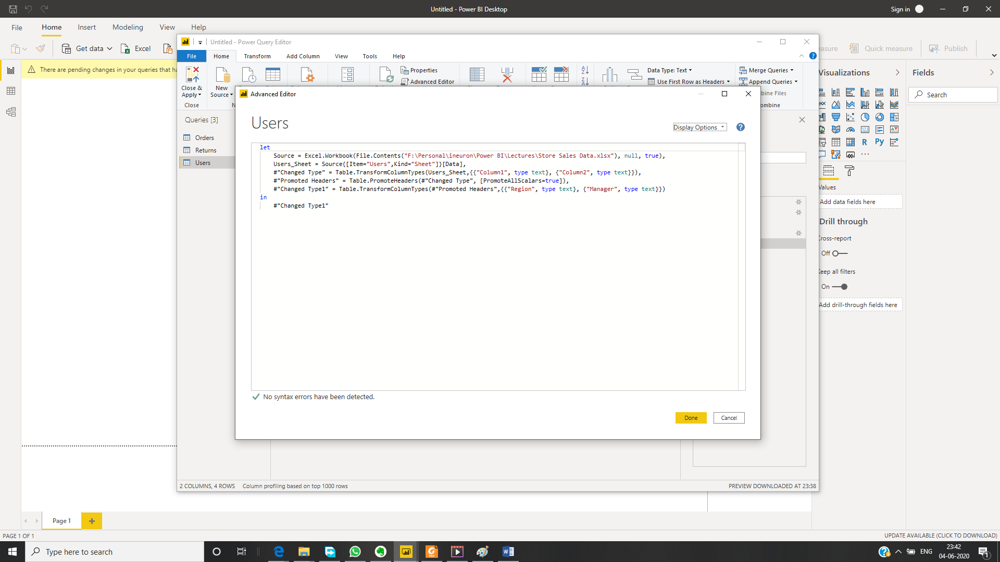 Untitled - Power BI Desktop
Sign in
File
Home
Insert
Modeling
View
Help
Get data
Excel
Quick measure
Publish
There are pending changes in your queries that
Untitled - Power Query Editor
File
Home
Transform
Add Column
View
Tools
Help
Close &
Apply
New
Source
Properties
Advanced Editor
Data Type: Text
Use First Row as Headers
Merge Queries
Append Queries
Close
Queries [3]
Orders
Returns
Users
Advanced Editor
Users
Display Options
let
Source = Excel.Workbook(File.Contents("F:\Personal\ineuron\Power BI\Lectures\Store Sales Data.xlsx"), null, true),
Users_Sheet = Source{[Item="Users",Kind="Sheet"]}[Data],
#"Changed Type" = Table.TransformColumnTypes(Users_Sheet,{{"Column1", type text}, {"Column2", type text}}),
#"Promoted Headers" = Table.PromoteHeaders(#"Changed Type", [PromoteAllScalars=true]),
#"Changed Type1" = Table.TransformColumnTypes(#"Promoted Headers",{{"Region", type text}, {"Manager", type text}})
in
#"Changed Type1"
No syntax errors have been detected.
Done
Cancel
2 COLUMNS, 4 ROWS
Column profiling based on top 1000 rows
PREVIEW DOWNLOADED AT 23:38
Visualizations
Fields
Search
R
Py
Values
Add data fields here
Drill through
Cross-report
Off
Keep all filters
On
Add drill-through fields here
Page 1
PAGE 1 OF 1
UPDATE AVAILABLE (CLICK TO DOWNLOAD)
Type here to search
ENG
23:42
04-06-2020
1